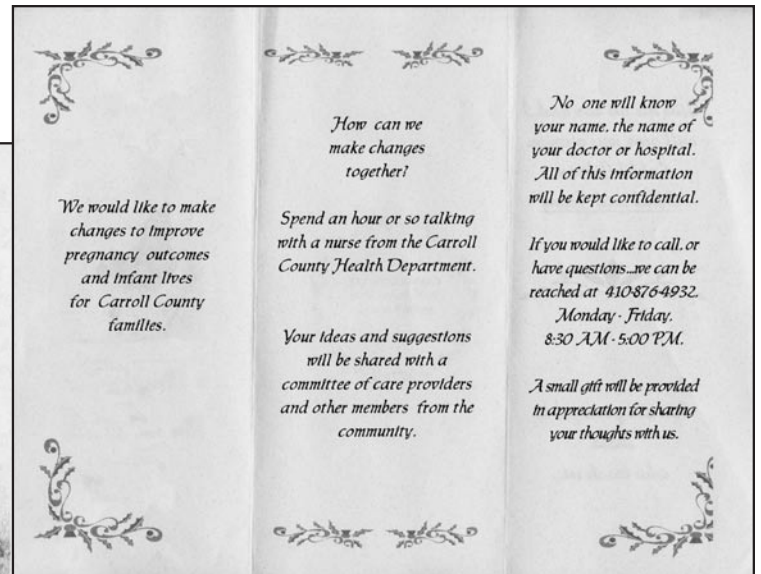 We would like to make
changes to improve
pregnancy outcomes
and infant lives
for Carroll County
families.
How can we
make changes
together?
Spend an hour or so talking
with a nurse from the Carroll
County Health Department.
Your ideas and suggestions
will be shared with a
committee of care providers
and other members from the
community.
No one will know
your name, the name of
your doctor or hospital.
All of this information
will be kept confidential.
If you would like to call, or
have questions...we can be
reached at 410-876-4932,
Monday - Friday,
8:30 AM - 5:00 PM.
A small gift will be provided
in appreciation for sharing
your thoughts with us.